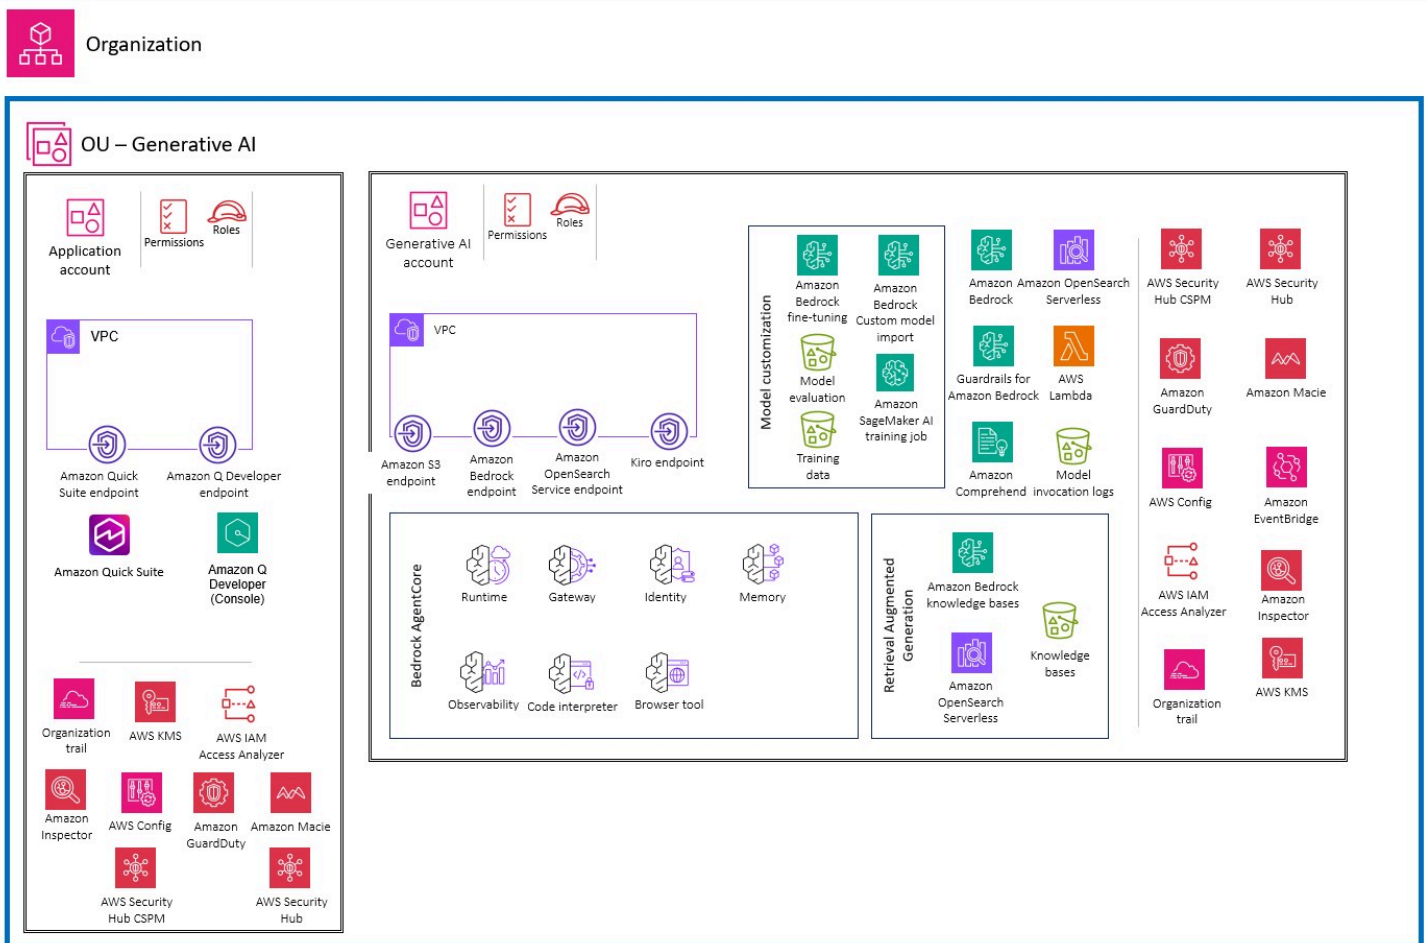 Organization
OU – Generative AI
Application
account
Permissions
Roles
VPC
Amazon Quick
Suite endpoint
Amazon Q Developer
endpoint
Amazon Quick Suite
Amazon Q
Developer
(Console)
Organization
trail
AWS KMS
AWS IAM
Access Analyzer
Amazon
Inspector
AWS Config
Amazon
GuardDuty
Amazon Macie
AWS Security
Hub CSPM
AWS Security
Hub
Generative AI
account
Permissions
Roles
VPC
Amazon S3
endpoint
Amazon
Bedrock
endpoint
Amazon
OpenSearch
Service endpoint
Kiro endpoint
Model customization
Amazon
Bedrock
fine-tuning
Amazon
Bedrock
Custom model
import
Model
evaluation
Amazon
SageMaker AI
training job
Training
data
Amazon
Bedrock
Amazon OpenSearch
Serverless
Guardrails for
Amazon Bedrock
AWS
Lambda
Amazon
Comprehend
Model
invocation logs
Bedrock AgentCore
Runtime
Gateway
Identity
Memory
Observability
Code interpreter
Browser tool
Retrieval Augmented
Generation
Amazon Bedrock
knowledge bases
Amazon
OpenSearch
Serverless
Knowledge
bases
AWS Security
Hub CSPM
AWS Security
Hub
Amazon
GuardDuty
Amazon Macie
AWS Config
Amazon
EventBridge
AWS IAM
Access Analyzer
Amazon
Inspector
Organization
trail
AWS KMS